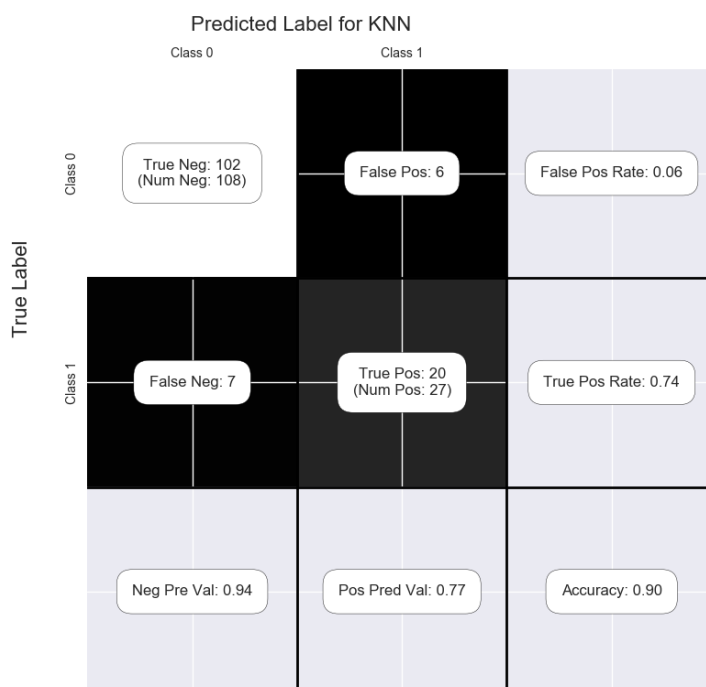 Predicted Label for KNN
Class 0
Class 1
True Label
Class 0
True Neg: 102
(Num Neg: 108)
False Pos: 6
False Pos Rate: 0.06
Class 1
False Neg: 7
True Pos: 20
(Num Pos: 27)
True Pos Rate: 0.74
Neg Pre Val: 0.94
Pos Pred Val: 0.77
Accuracy: 0.90